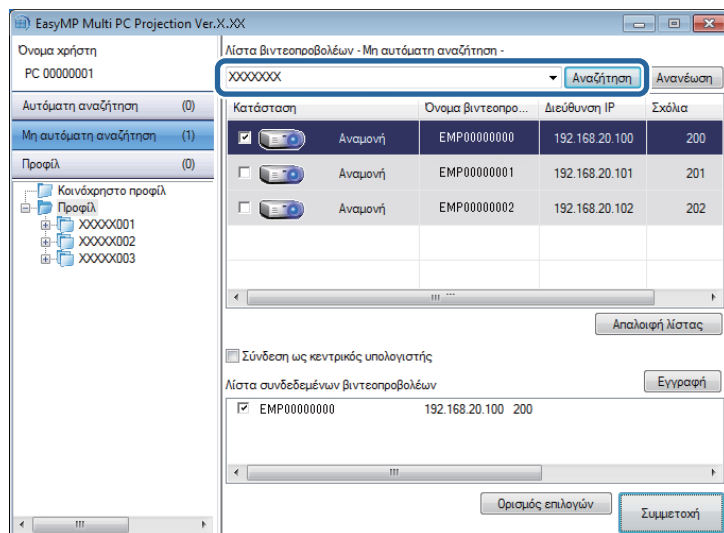 EasyMP Multi PC Projection Ver.X.XX
Όνομα χρήστη
PC 00000001
Αυτόματη αναζήτηση (0)
Μη αυτόματη αναζήτηση (1)
Προφίλ (0)
Κοινόχρηστο προφίλ
Προφίλ
XXXXX001
XXXXX002
XXXXX003
Λίστα βιντεοπροβολέων - Μη αυτόματη αναζήτηση -
XXXXXXX Αναζήτηση Ανανέωση
Κατάσταση Όνομα βιντεοπρο... Διεύθυνση IP Σχόλια
Αναμονή EMP00000000 192.168.20.100 200
Αναμονή EMP00000001 192.168.20.101 201
Αναμονή EMP00000002 192.168.20.102 202
Απαλοιφή λίστας
Σύνδεση ως κεντρικός υπολογιστής
Λίστα συνδεδεμένων βιντεοπροβολέων Εγγραφή
EMP00000000 192.168.20.100 200
Ορισμός επιλογών Συμμετοχή